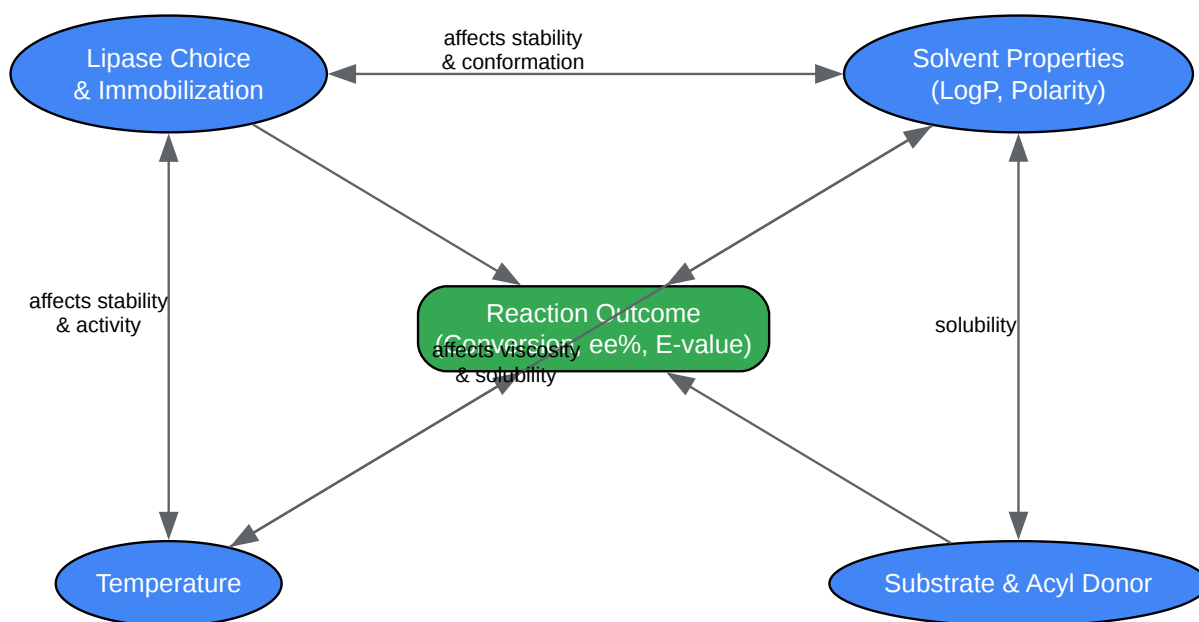 Lipase Choice
& Immobilization
affects stability
& conformation
Solvent Properties
(LogP, Polarity)
affects stability
& activity
Reaction Outcome
(Conversion, ee%, E-value)
affects viscosity
& solubility
solubility
Temperature
Substrate & Acyl Donor